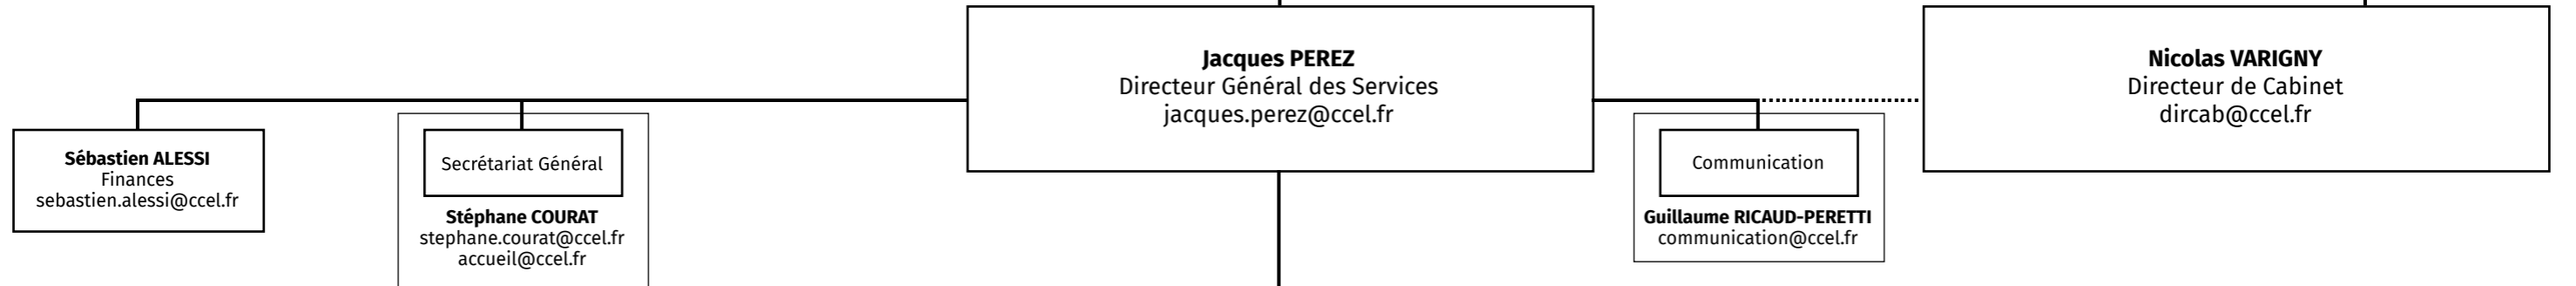 Jacques PEREZ
Directeur Général des Services
jacques.perez@ccel.fr
Nicolas VARIGNY
Directeur de Cabinet
dircab@ccel.fr
Sébastien ALESSI
Finances
sebastien.alessi@ccel.fr
Secrétariat Général
Stéphane COURAT
stephane.courat@ccel.fr
accueil@ccel.fr
Communication
Guillaume RICAUD-PERETTI
communication@ccel.fr